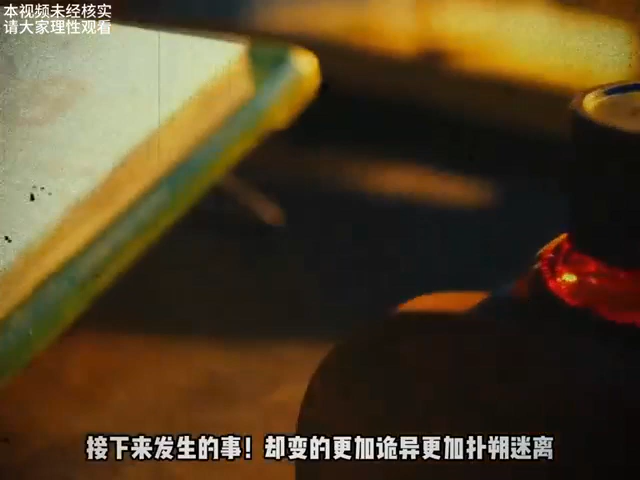 本视频未经核实
请大家理性观看
接下来发生的事！却变的更加诡异更加扑朔迷离